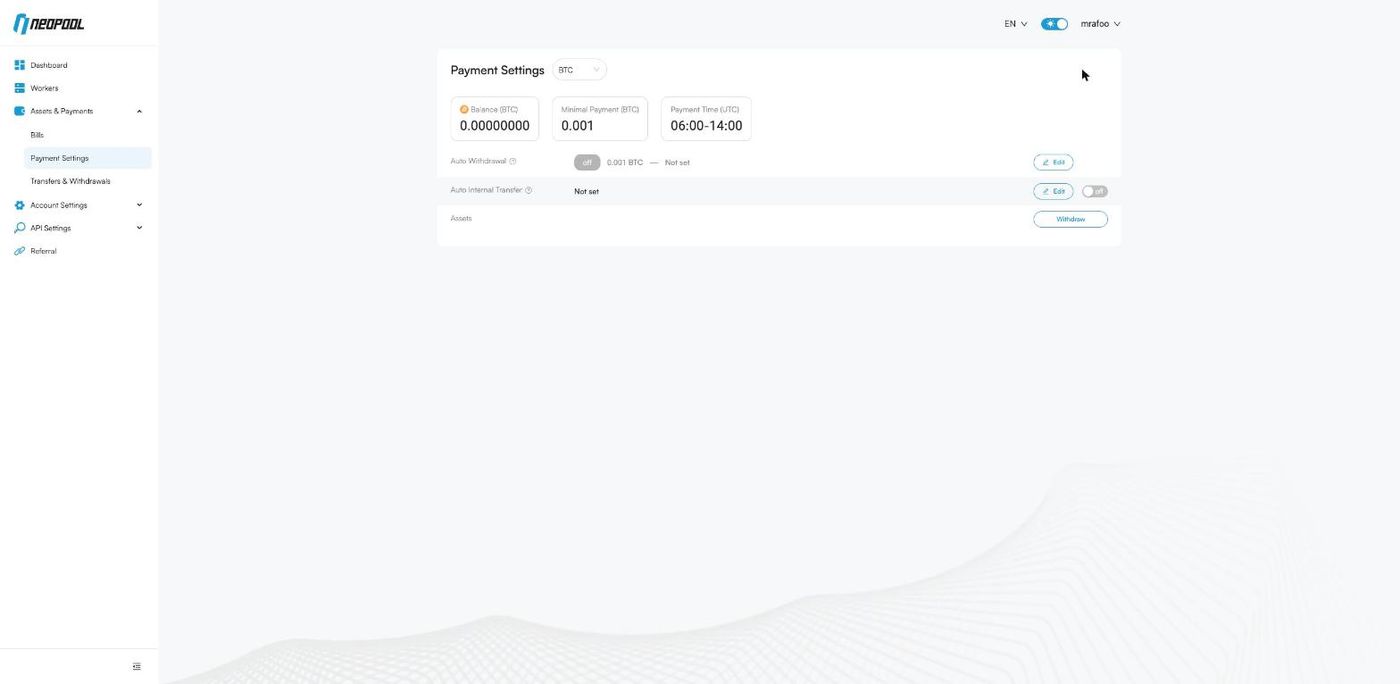 NEOPOOL
EN
mrafoo
Dashboard
Workers
Assets & Payments
Bills
Payment Settings
Transfers & Withdrawals
Account Settings
API Settings
Referral
Payment Settings BTC
Balance (BTC)
0.00000000
Minimal Payment (BTC)
0.001
Payment Time (UTC)
06:00-14:00
Auto Withdrawal off 0.001 BTC — Not set Edit
Auto Internal Transfer Not set Edit off
Assets Withdraw